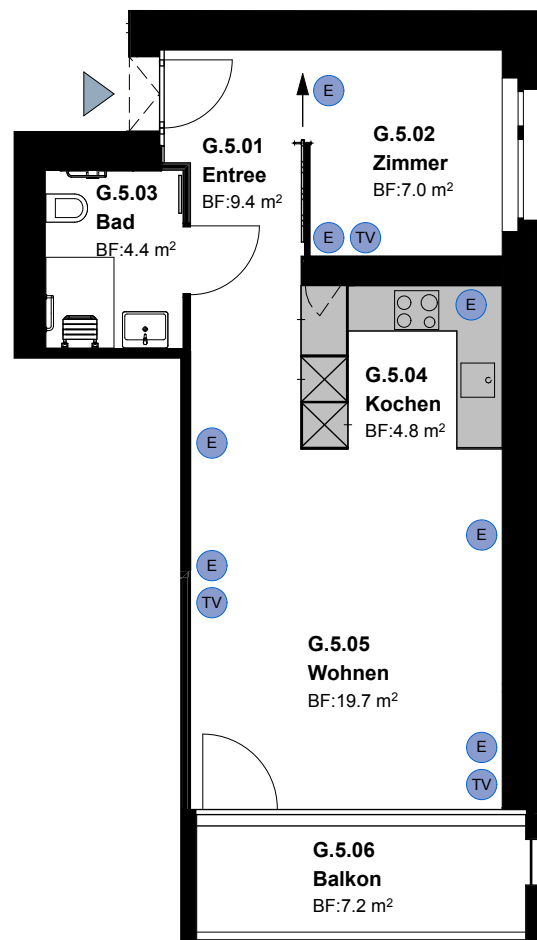 E
G.5.01
Entree
BF:9.4 m²
G.5.02
Zimmer
BF:7.0 m²
G.5.03
Bad
BF:4.4 m²
E
TV
E
G.5.04
Kochen
BF:4.8 m²
E
E
E
TV
G.5.05
Wohnen
BF:19.7 m²
E
TV
G.5.06
Balkon
BF:7.2 m²